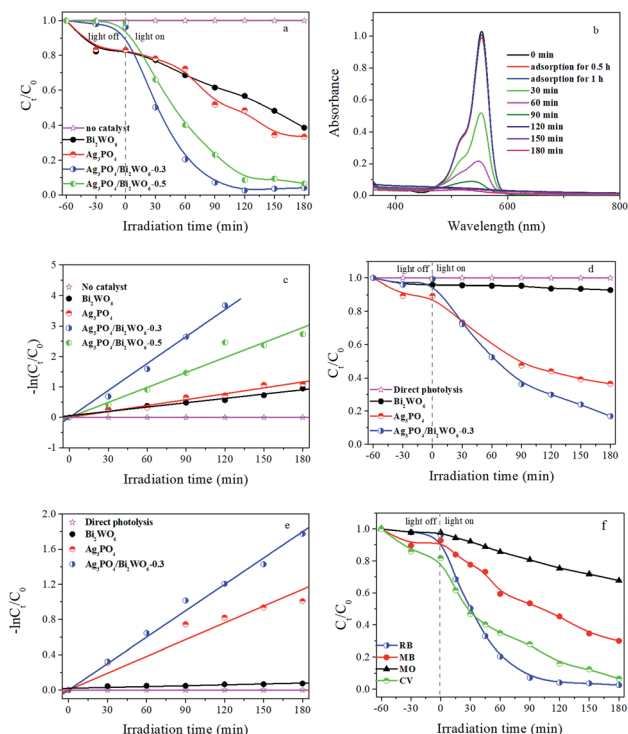 a
light off
light on
1.0
0.8
0.6
0.4
0.2
0.0
Ct/C0
no catalyst
Bi2WO6
Ag3PO4
Ag3PO4/Bi2WO6-0.3
Ag3PO4/Bi2WO6-0.5
-60 -30 0 30 60 90 120 150 180
Irradiation time (min)
b
Absorbance
1.0
0.8
0.6
0.4
0.2
0.0
0 min
adsorption for 0.5 h
adsorption for 1 h
30 min
60 min
90 min
120 min
150 min
180 min
400 600 800
Wavelength (nm)
c
-ln(Ct/C0)
5
4
3
2
1
0
-1
No catalyst
Bi2WO6
Ag3PO4
Ag3PO4/Bi2WO6-0.3
Ag3PO4/Bi2WO6-0.5
0 30 60 90 120 150 180
Irradiation time (min)
d
light off
light on
1.0
0.8
0.6
0.4
0.2
0.0
Ct/C0
Direct photolysis
Bi2WO6
Ag3PO4
Ag3PO4/Bi2WO6-0.3
-60 -30 0 30 60 90 120 150 180
Irradiation time (min)
e
-lnCt/C0
2.0
1.6
1.2
0.8
0.4
0.0
Direct photolysis
Bi2WO6
Ag3PO4
Ag3PO4/Bi2WO6-0.3
0 30 60 90 120 150 180
Irradiation time (min)
f
light off
light on
1.0
0.8
0.6
0.4
0.2
0.0
Ct/C0
RB
MB
MO
CV
-60 -30 0 30 60 90 120 150 180
Irradiation time (min)